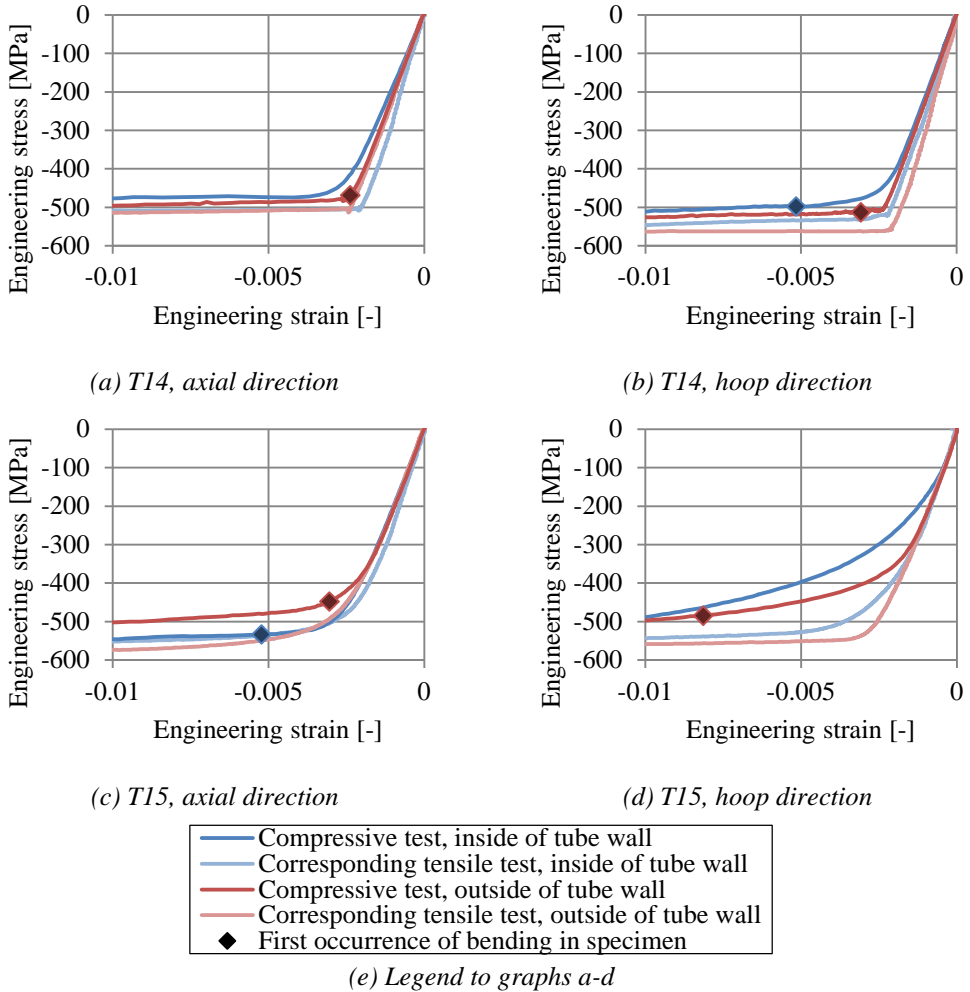 0
-100
-200
-300
-400
-500
-600
-0.01 -0.005 0
Engineering stress [MPa]
Engineering strain [-]
(a) T14, axial direction
0
-100
-200
-300
-400
-500
-600
-0.01 -0.005 0
Engineering stress [MPa]
Engineering strain [-]
(b) T14, hoop direction
0
-100
-200
-300
-400
-500
-600
-0.01 -0.005 0
Engineering stress [MPa]
Engineering strain [-]
(c) T15, axial direction
0
-100
-200
-300
-400
-500
-600
-0.01 -0.005 0
Engineering stress [MPa]
Engineering strain [-]
(d) T15, hoop direction
Compressive test, inside of tube wall
Corresponding tensile test, inside of tube wall
Compressive test, outside of tube wall
Corresponding tensile test, outside of tube wall
First occurrence of bending in specimen
(e) Legend to graphs a-d